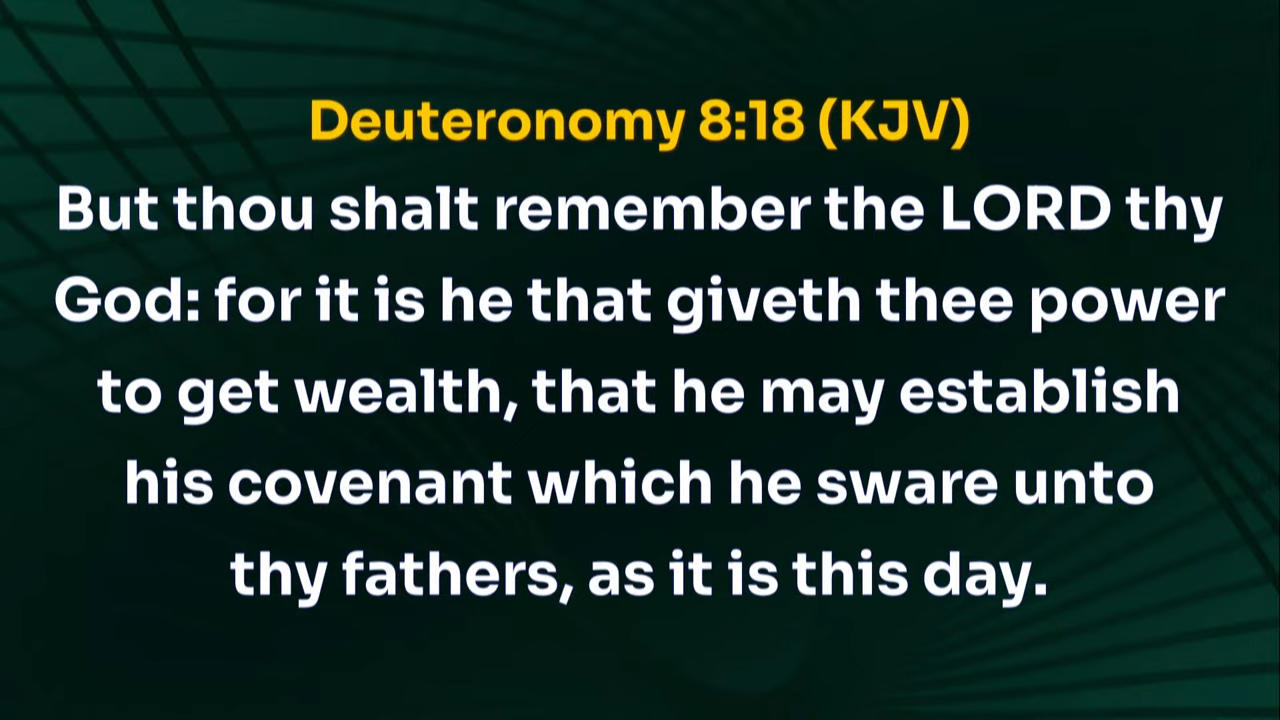 Deuteronomy 8:18 (KJV)
But thou shalt remember the LORD thy
God: for it is he that giveth thee power
to get wealth, that he may establish
his covenant which he sware unto
thy fathers, as it is this day.